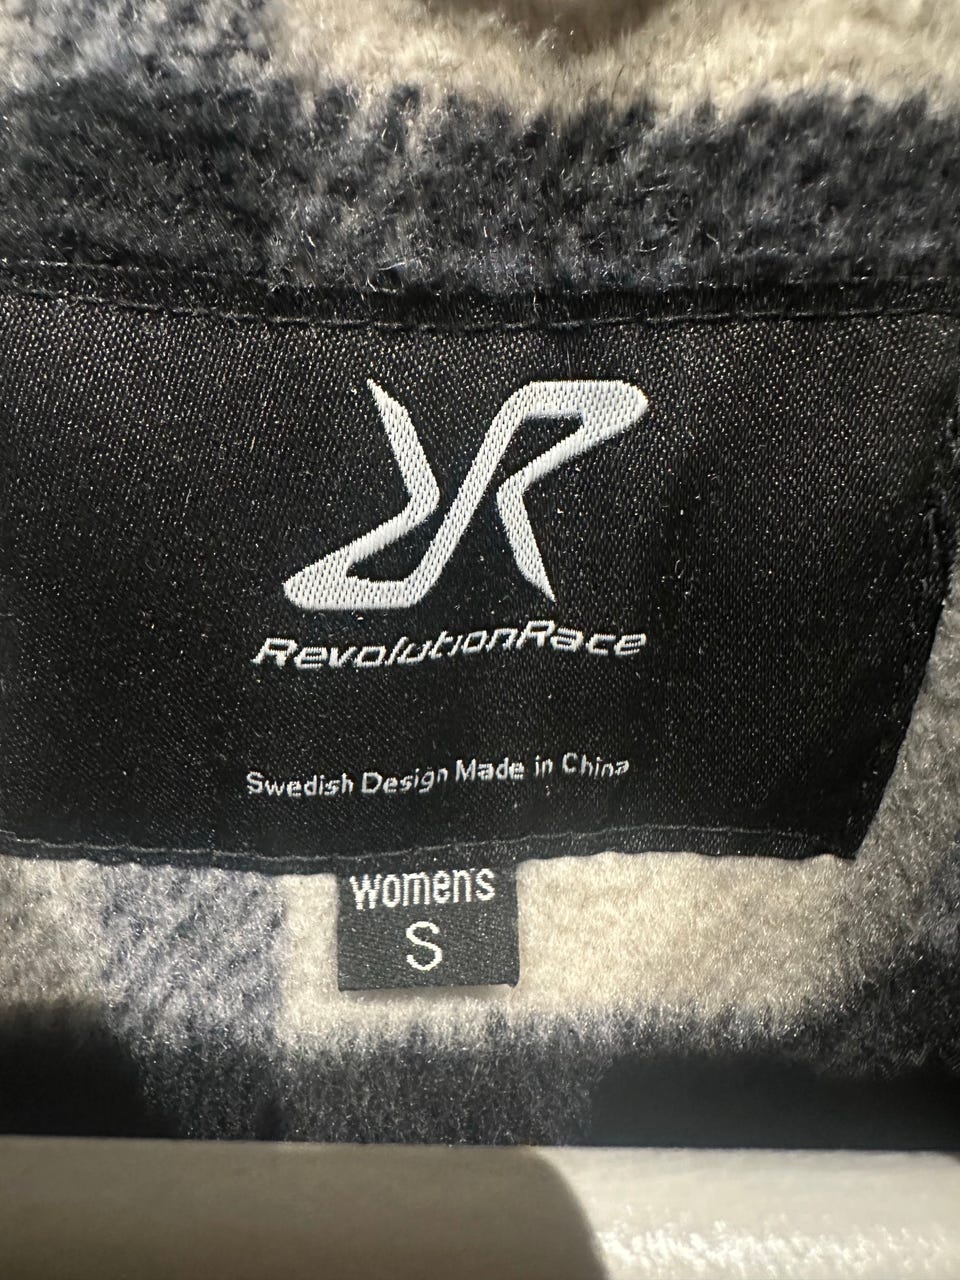 RevolutionRace
Swedish Design Made in China
women's
S